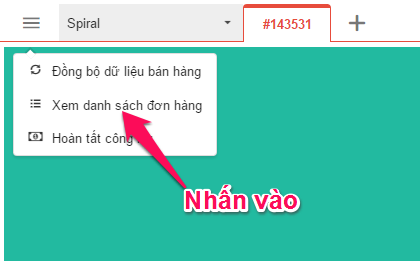 Spiral
#143531
Đồng bộ dữ liệu bán hàng
Xem danh sách đơn hàng
Hoàn tất công
Nhấn vào